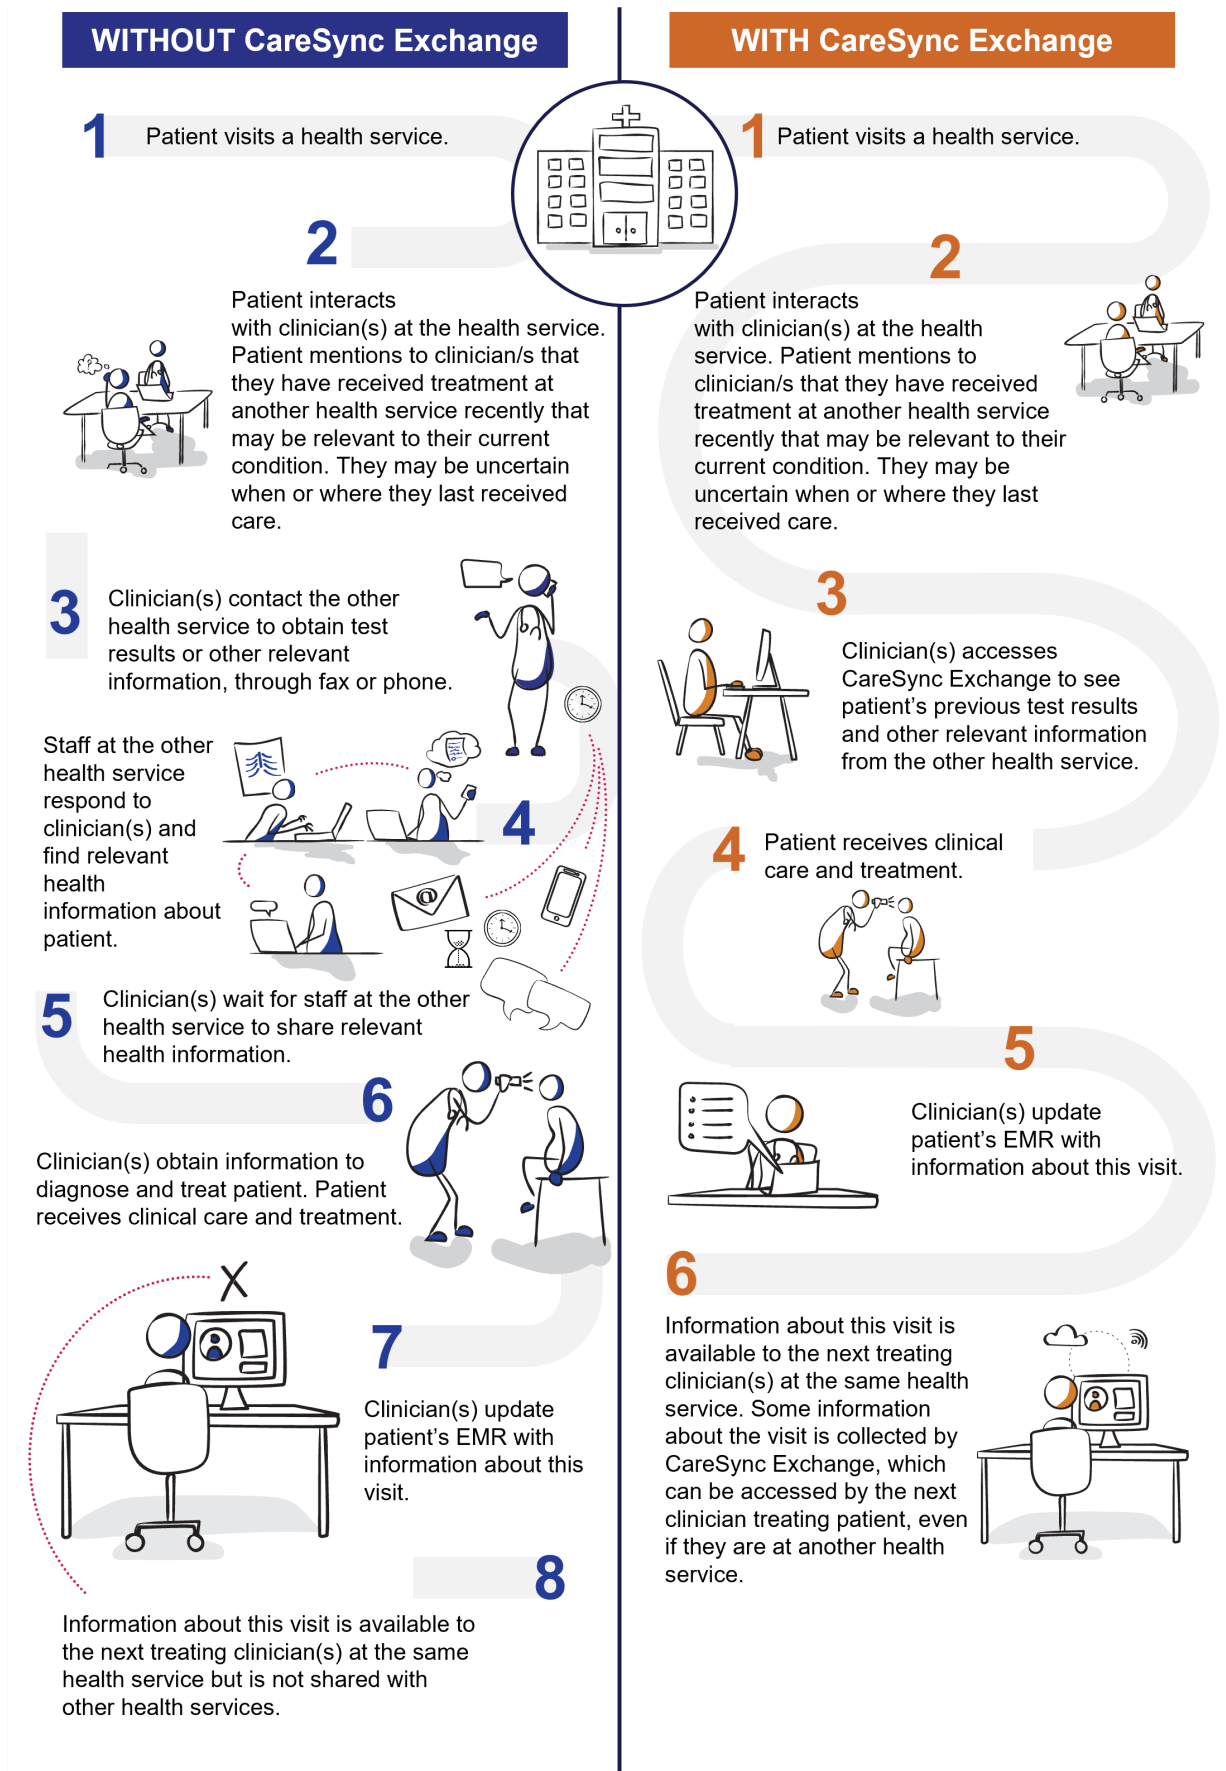 WITHOUT CareSync Exchange
1
Patient visits a health service.
2
Patient interacts
with clinician(s) at the health service.
Patient mentions to clinician/s that
they have received treatment at
another health service recently that
may be relevant to their current
condition. They may be uncertain
when or where they last received
care.
3
Clinician(s) contact the other
health service to obtain test
results or other relevant
information, through fax or phone.
4
Staff at the other
health service
respond to
clinician(s) and
find relevant
health
information about
patient.
@
5
Clinician(s) wait for staff at the other
health service to share relevant
health information.
6
Clinician(s) obtain information to
diagnose and treat patient. Patient
receives clinical care and treatment.
X
7
Clinician(s) update
patient's EMR with
information about this
visit.
8
Information about this visit is available to
the next treating clinician(s) at the same
health service but is not shared with
other health services.
WITH CareSync Exchange
1
Patient visits a health service.
2
Patient interacts
with clinician(s) at the health
service. Patient mentions to
clinician/s that they have received
treatment at another health service
recently that may be relevant to their
current condition. They may be
uncertain when or where they last
received care.
3
Clinician(s) accesses
CareSync Exchange to see
patient's previous test results
and other relevant information
from the other health service.
4
Patient receives clinical
care and treatment.
5
Clinician(s) update
patient's EMR with
information about this visit.
6
Information about this visit is
available to the next treating
clinician(s) at the same health
service. Some information
about the visit is collected by
CareSync Exchange, which
can be accessed by the next
clinician treating patient, even
if they are at another health
service.